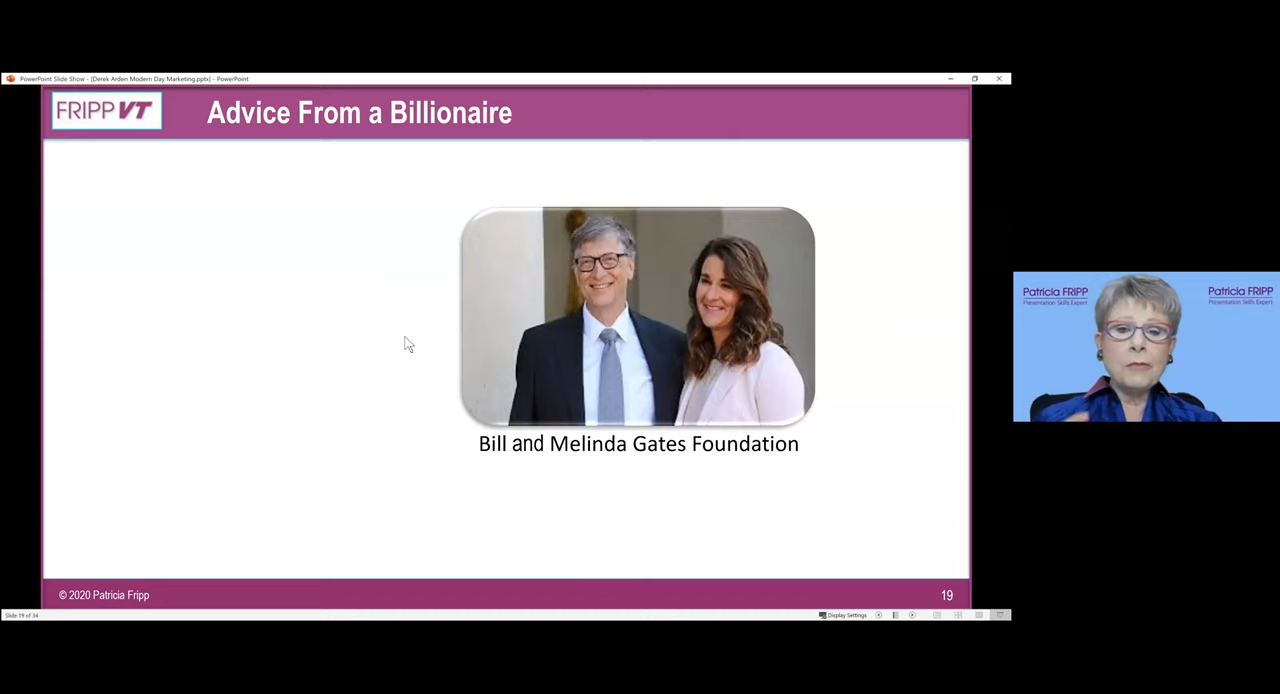 PowerPoint Slide Show - [Derek Arden Modern Day Marketing.pptx] - PowerPoint
FRIPP VT
Advice From a Billionaire
Bill and Melinda Gates Foundation
© 2020 Patricia Fripp
19
Slide 19 of 34
Display Settings
Patricia FRIPP
Presentation Skills Expert
Patricia FRIPP
Presentation Skills Expert